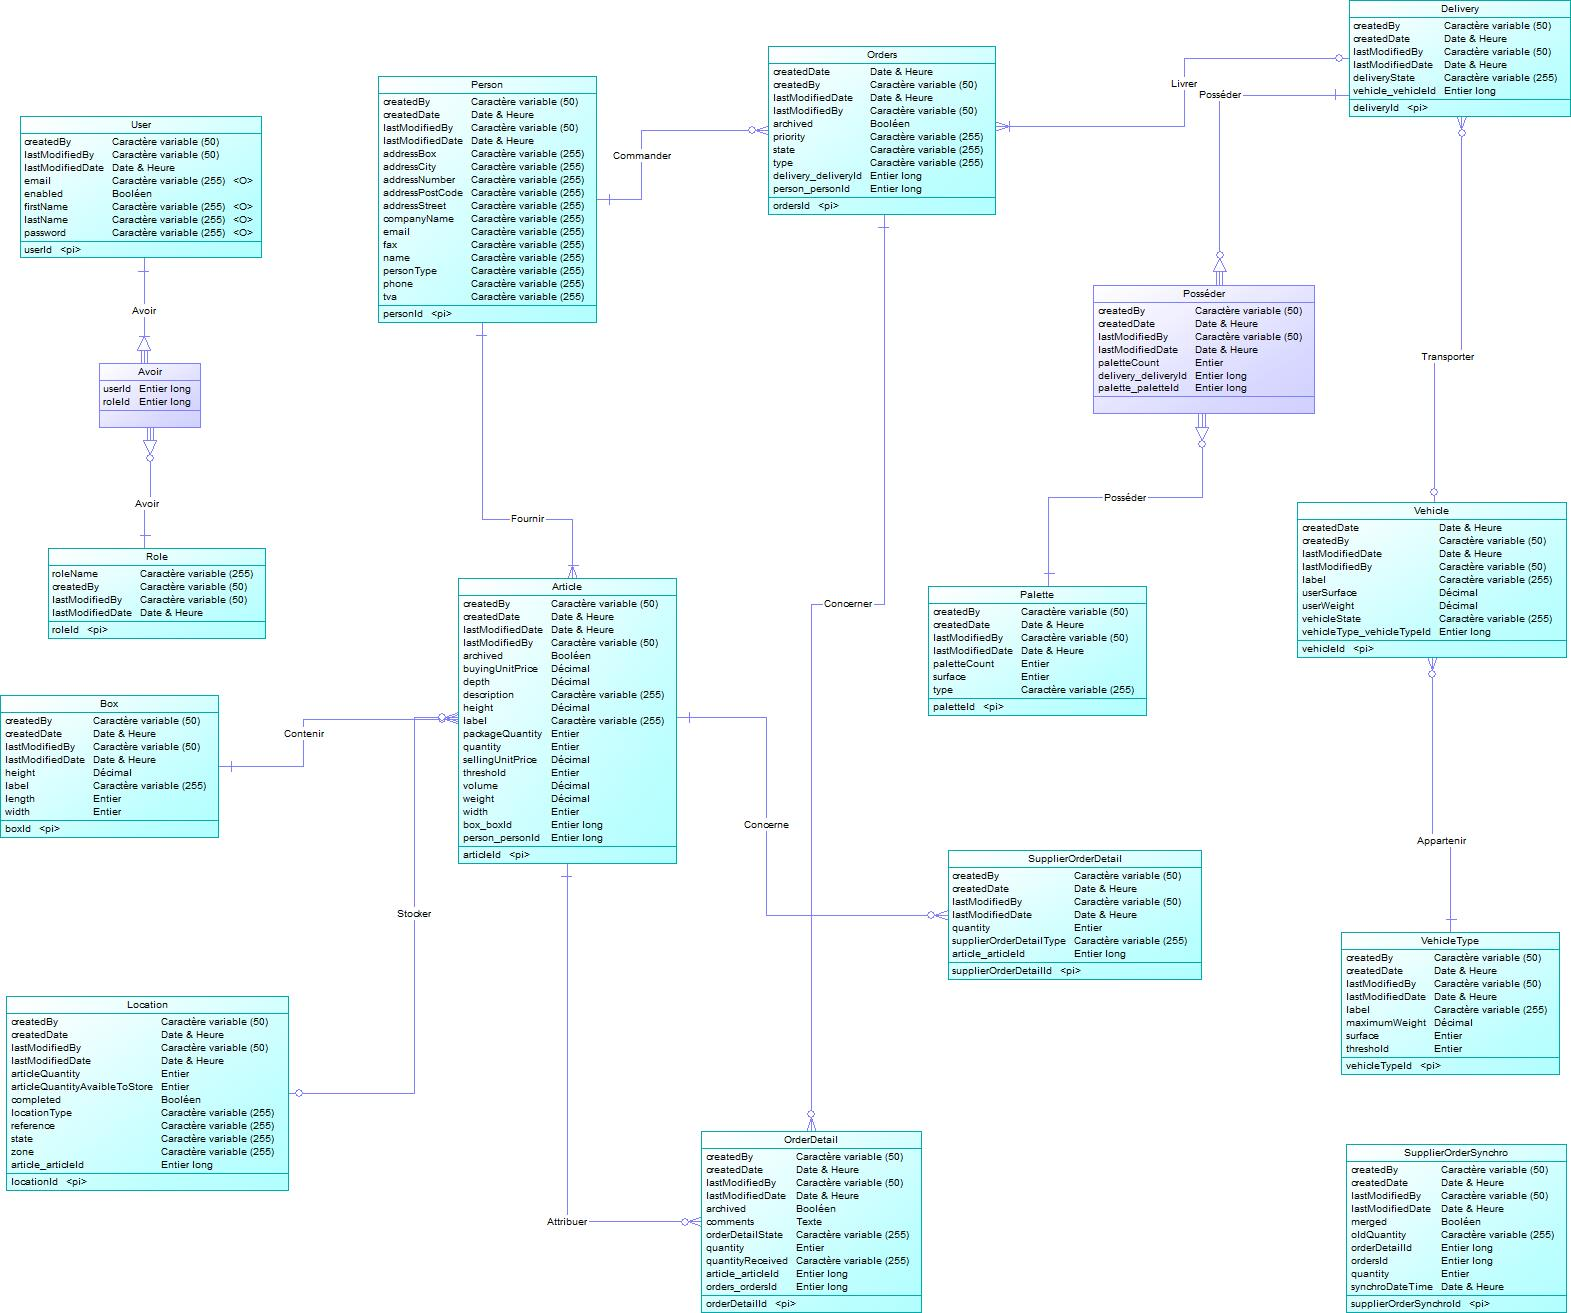 Delivery
createdBy Caractère variable (50)
createdDate Date & Heure
lastModifiedBy Caractère variable (50)
lastModifiedDate Date & Heure
deliveryState Caractère variable (255)
vehicle_vehicleId Entier long
deliveryId <pi>
Orders
createdDate Date & Heure
createdBy Caractère variable (50)
lastModifiedDate Date & Heure
lastModifiedBy Caractère variable (50)
archived Booléen
priority Caractère variable (255)
state Caractère variable (255)
type Caractère variable (255)
delivery_deliveryId Entier long
person_personId Entier long
ordersId <pi>
Livrer
Posséder
Person
createdBy Caractère variable (50)
createdDate Date & Heure
lastModifiedBy Caractère variable (50)
lastModifiedDate Date & Heure
addressBox Caractère variable (255)
addressCity Caractère variable (255)
addressNumber Caractère variable (255)
addressPostCode Caractère variable (255)
addressStreet Caractère variable (255)
companyName Caractère variable (255)
email Caractère variable (255)
fax Caractère variable (255)
name Caractère variable (255)
personType Caractère variable (255)
phone Caractère variable (255)
tva Caractère variable (255)
personId <pi>
Commander
User
createdBy Caractère variable (50)
lastModifiedBy Caractère variable (50)
lastModifiedDate Date & Heure
email Caractère variable (255) <O>
enabled Booléen
firstName Caractère variable (255) <O>
lastName Caractère variable (255) <O>
password Caractère variable (255) <O>
userId <pi>
Avoir
Avoir
userId Entier long
roleId Entier long
Avoir
Role
roleName Caractère variable (255)
createdBy Caractère variable (50)
lastModifiedBy Caractère variable (50)
lastModifiedDate Date & Heure
roleId <pi>
Posséder
createdBy Caractère variable (50)
createdDate Date & Heure
lastModifiedBy Caractère variable (50)
lastModifiedDate Date & Heure
paletteCount Entier
delivery_deliveryId Entier long
palette_paletteId Entier long
Transporter
Posséder
Fournir
Vehicle
createdDate Date & Heure
createdBy Caractère variable (50)
lastModifiedDate Date & Heure
lastModifiedBy Caractère variable (50)
label Caractère variable (255)
userSurface Décimal
userWeight Décimal
vehicleState Caractère variable (255)
vehicleType_vehicleTypeId Entier long
vehicleId <pi>
Article
createdBy Caractère variable (50)
createdDate Date & Heure
lastModifiedDate Date & Heure
lastModifiedBy Caractère variable (50)
archived Booléen
buyingUnitPrice Décimal
depth Décimal
description Caractère variable (255)
height Décimal
label Caractère variable (255)
packageQuantity Entier
quantity Entier
sellingUnitPrice Décimal
threshold Entier
volume Décimal
weight Décimal
width Entier
box_boxId Entier long
person_personId Entier long
articleId <pi>
Concerner
Palette
createdBy Caractère variable (50)
createdDate Date & Heure
lastModifiedBy Caractère variable (50)
lastModifiedDate Date & Heure
paletteCount Entier
surface Entier
type Caractère variable (255)
paletteId <pi>
Box
createdBy Caractère variable (50)
createdDate Date & Heure
lastModifiedBy Caractère variable (50)
lastModifiedDate Date & Heure
height Décimal
label Caractère variable (255)
length Entier
width Entier
boxId <pi>
Contenir
Concerne
Appartenir
SupplierOrderDetail
createdBy Caractère variable (50)
createdDate Date & Heure
lastModifiedBy Caractère variable (50)
lastModifiedDate Date & Heure
quantity Entier
supplierOrderDetailType Caractère variable (255)
article_articleId Entier long
supplierOrderDetailId <pi>
Stocker
VehicleType
createdBy Caractère variable (50)
createdDate Date & Heure
lastModifiedBy Caractère variable (50)
lastModifiedDate Date & Heure
label Caractère variable (255)
maximumWeight Décimal
surface Entier
threshold Entier
vehicleTypeId <pi>
Location
createdBy Caractère variable (50)
createdDate Date & Heure
lastModifiedBy Caractère variable (50)
lastModifiedDate Date & Heure
articleQuantity Entier
articleQuantityAvaibleToStore Entier
completed Booléen
locationType Caractère variable (255)
reference Caractère variable (255)
state Caractère variable (255)
zone Caractère variable (255)
article_articleId Entier long
locationId <pi>
Attribuer
OrderDetail
createdBy Caractère variable (50)
createdDate Date & Heure
lastModifiedBy Caractère variable (50)
lastModifiedDate Date & Heure
archived Booléen
comments Texte
orderDetailState Caractère variable (255)
quantity Entier
quantityReceived Caractère variable (255)
article_articleId Entier long
orders_ordersId Entier long
orderDetailId <pi>
SupplierOrderSynchro
createdBy Caractère variable (50)
createdDate Date & Heure
lastModifiedBy Caractère variable (50)
lastModifiedDate Date & Heure
merged Booléen
oldQuantity Caractère variable (255)
orderDetailId Entier long
ordersId Entier long
quantity Entier
synchroDateTime Date & Heure
supplierOrderSynchroId <pi>